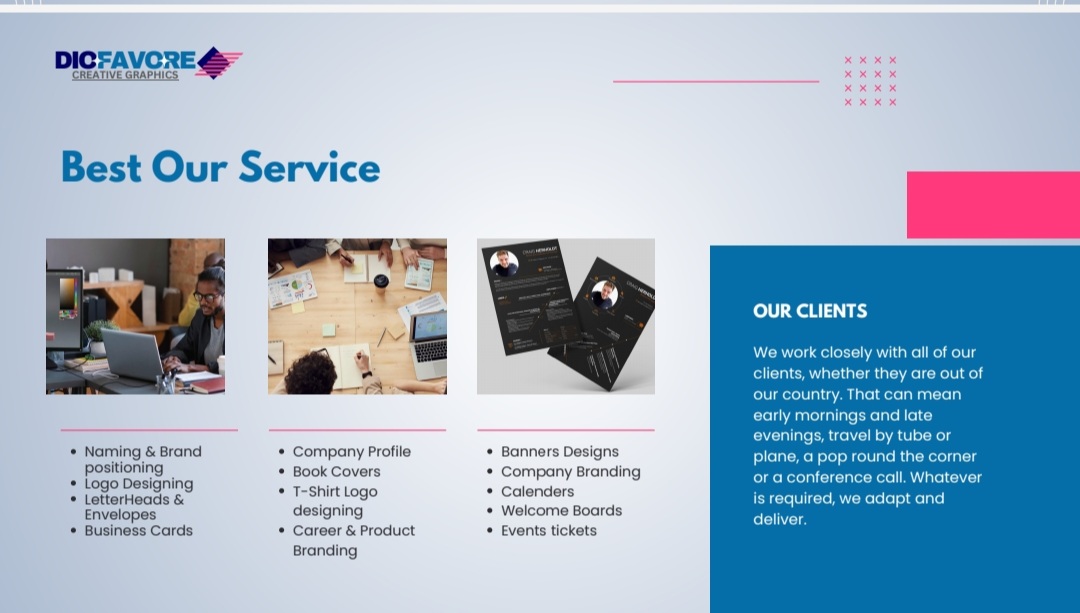 DICFAVORE
CREATIVE GRAPHICS
Best Our Service
Naming & Brand
positioning
Logo Designing
LetterHeads &
Envelopes
Business Cards
Company Profile
Book Covers
T-Shirt Logo
designing
Career & Product
Branding
Banners Designs
Company Branding
Calenders
Welcome Boards
Events tickets
OUR CLIENTS
We work closely with all of our
clients, whether they are out of
our country. That can mean
early mornings and late
evenings, travel by tube or
plane, a pop round the corner
or a conference call. Whatever
is required, we adapt and
deliver.